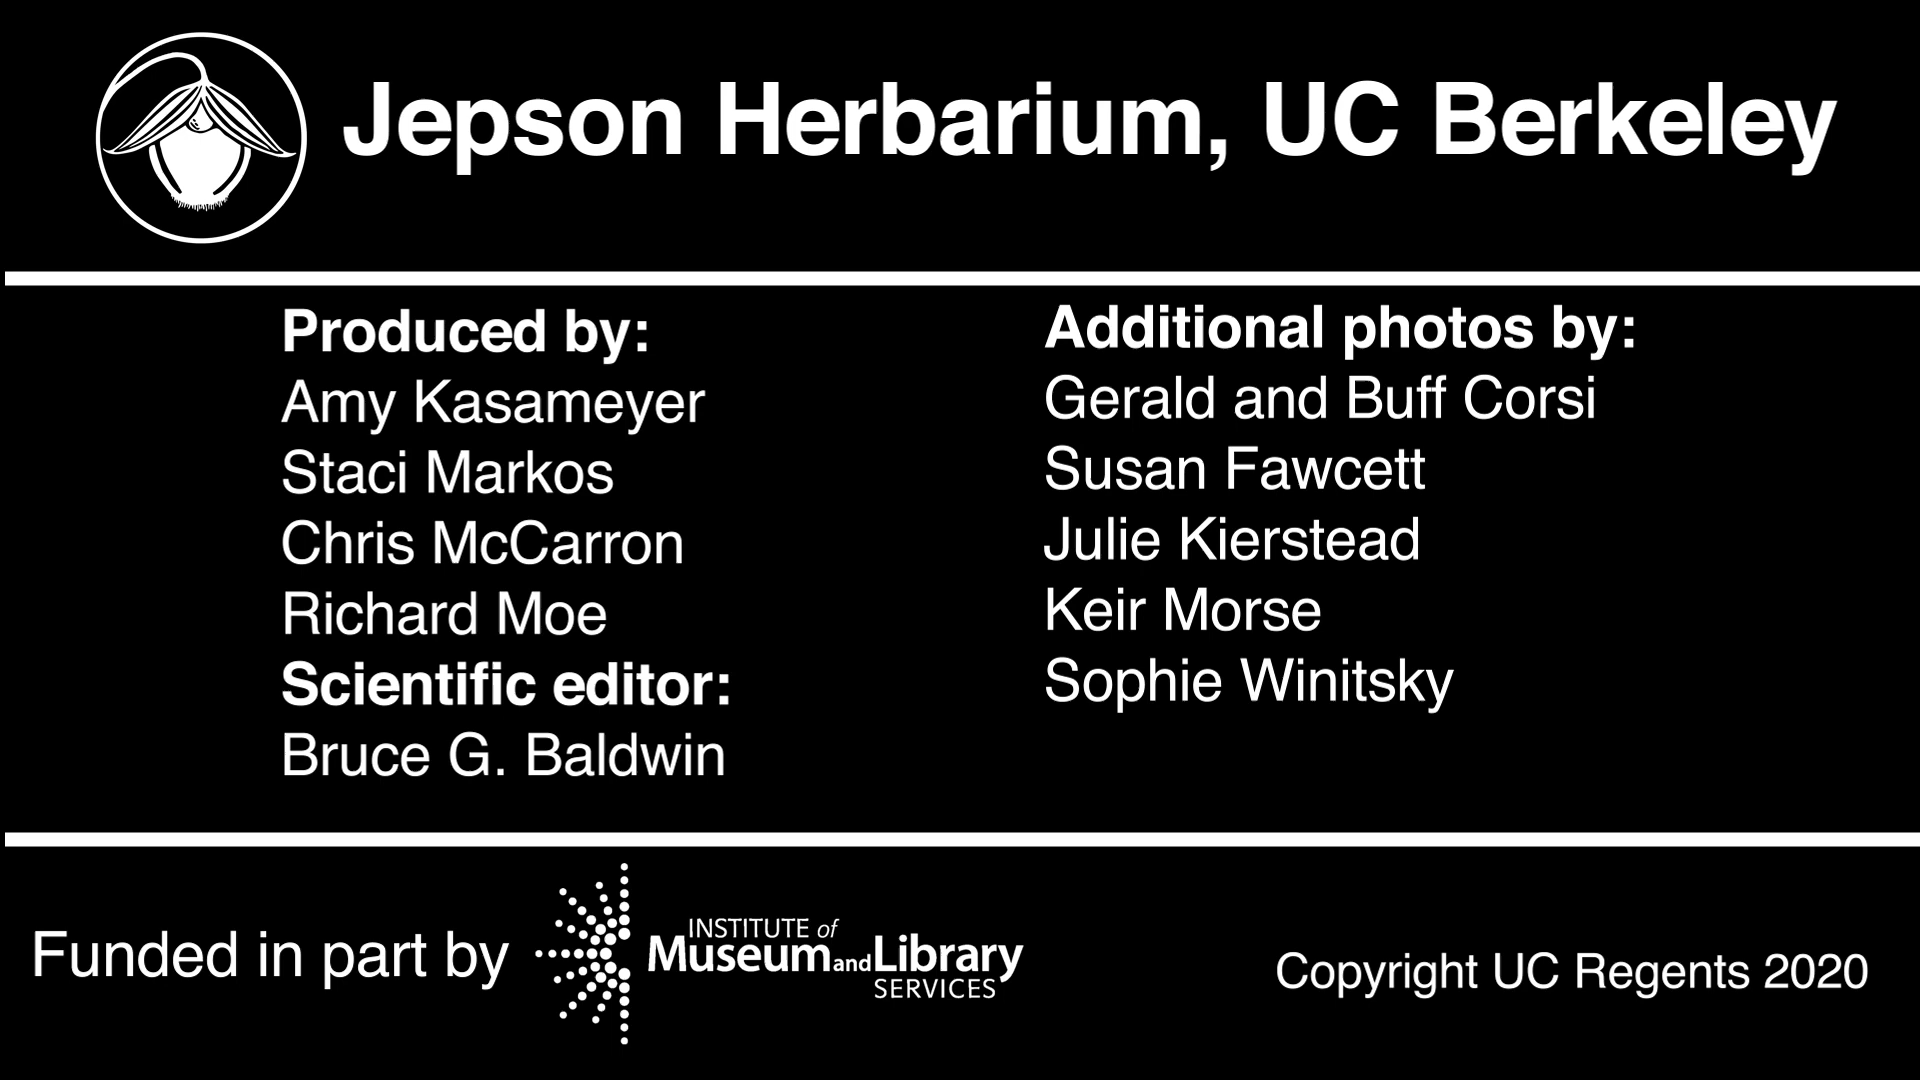 Jepson Herbarium, UC Berkeley
Produced by:
Amy Kasameyer
Staci Markos
Chris McCarron
Richard Moe
Scientific editor:
Bruce G. Baldwin
Additional photos by:
Gerald and Buff Corsi
Susan Fawcett
Julie Kierstead
Keir Morse
Sophie Winitsky
Funded in part by
INSTITUTE of
Museum and Library
SERVICES
Copyright UC Regents 2020